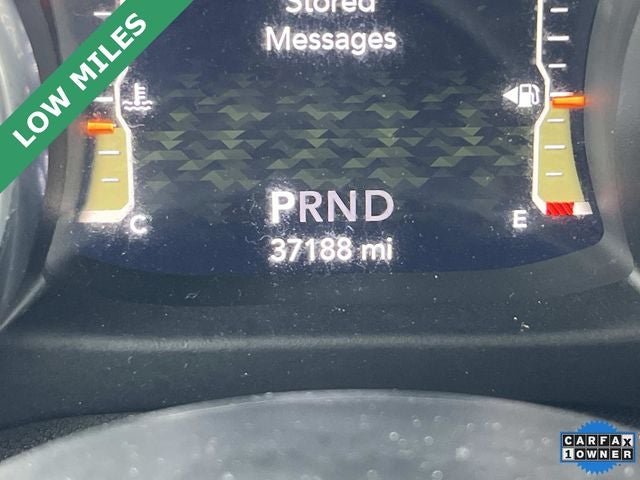 LOW MILES
Stored
Messages
PRND
C
E
37188 mi
CARFAX
1 OWNER